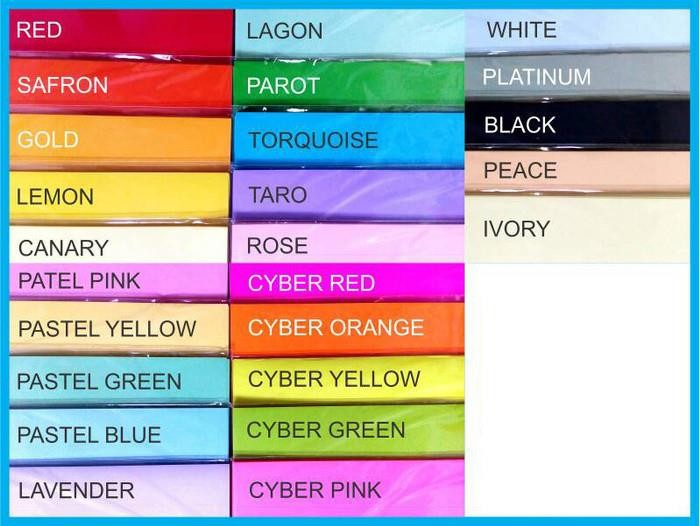 RED
SAFRON
GOLD
LEMON
CANARY
PATEL PINK
PASTEL YELLOW
PASTEL GREEN
PASTEL BLUE
LAVENDER
LAGON
PAROT
TORQUOISE
TARO
ROSE
CYBER RED
CYBER ORANGE
CYBER YELLOW
CYBER GREEN
CYBER PINK
WHITE
PLATINUM
BLACK
PEACE
IVORY